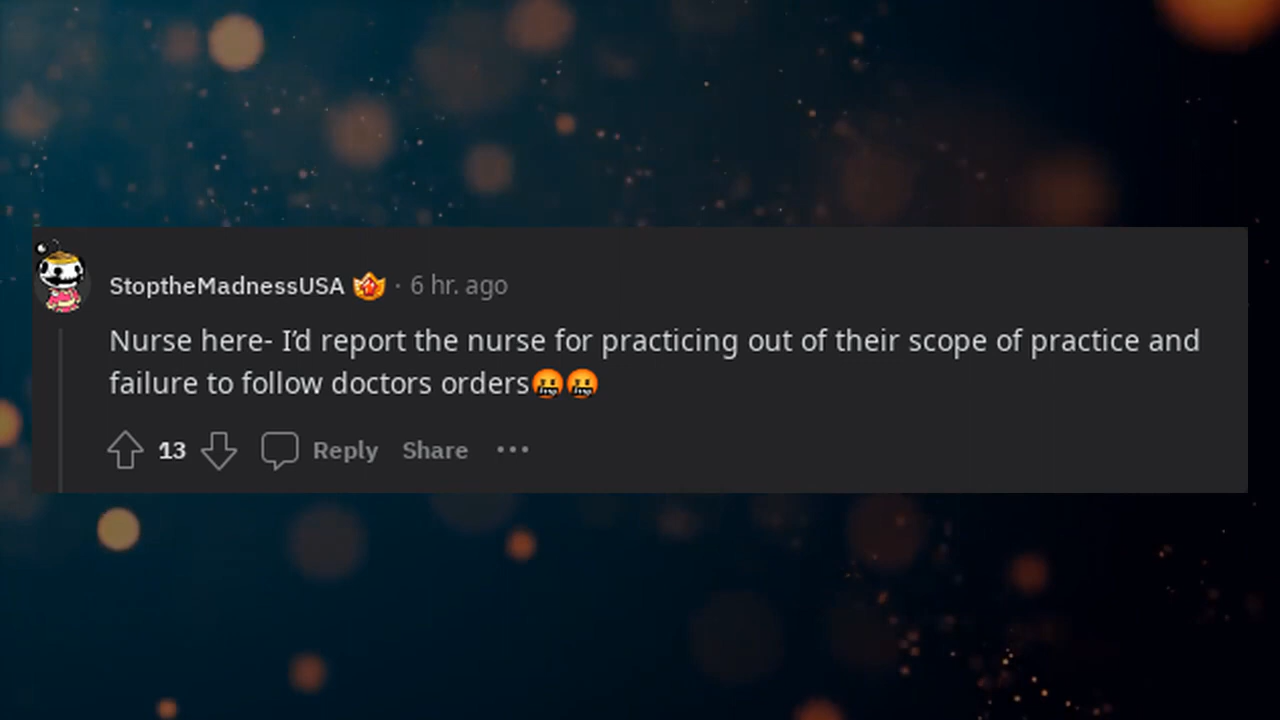 StoptheMadnessUSA · 6 hr. ago
Nurse here- I'd report the nurse for practicing out of their scope of practice and
failure to follow doctors orders🤬🤬
13 Reply Share •••